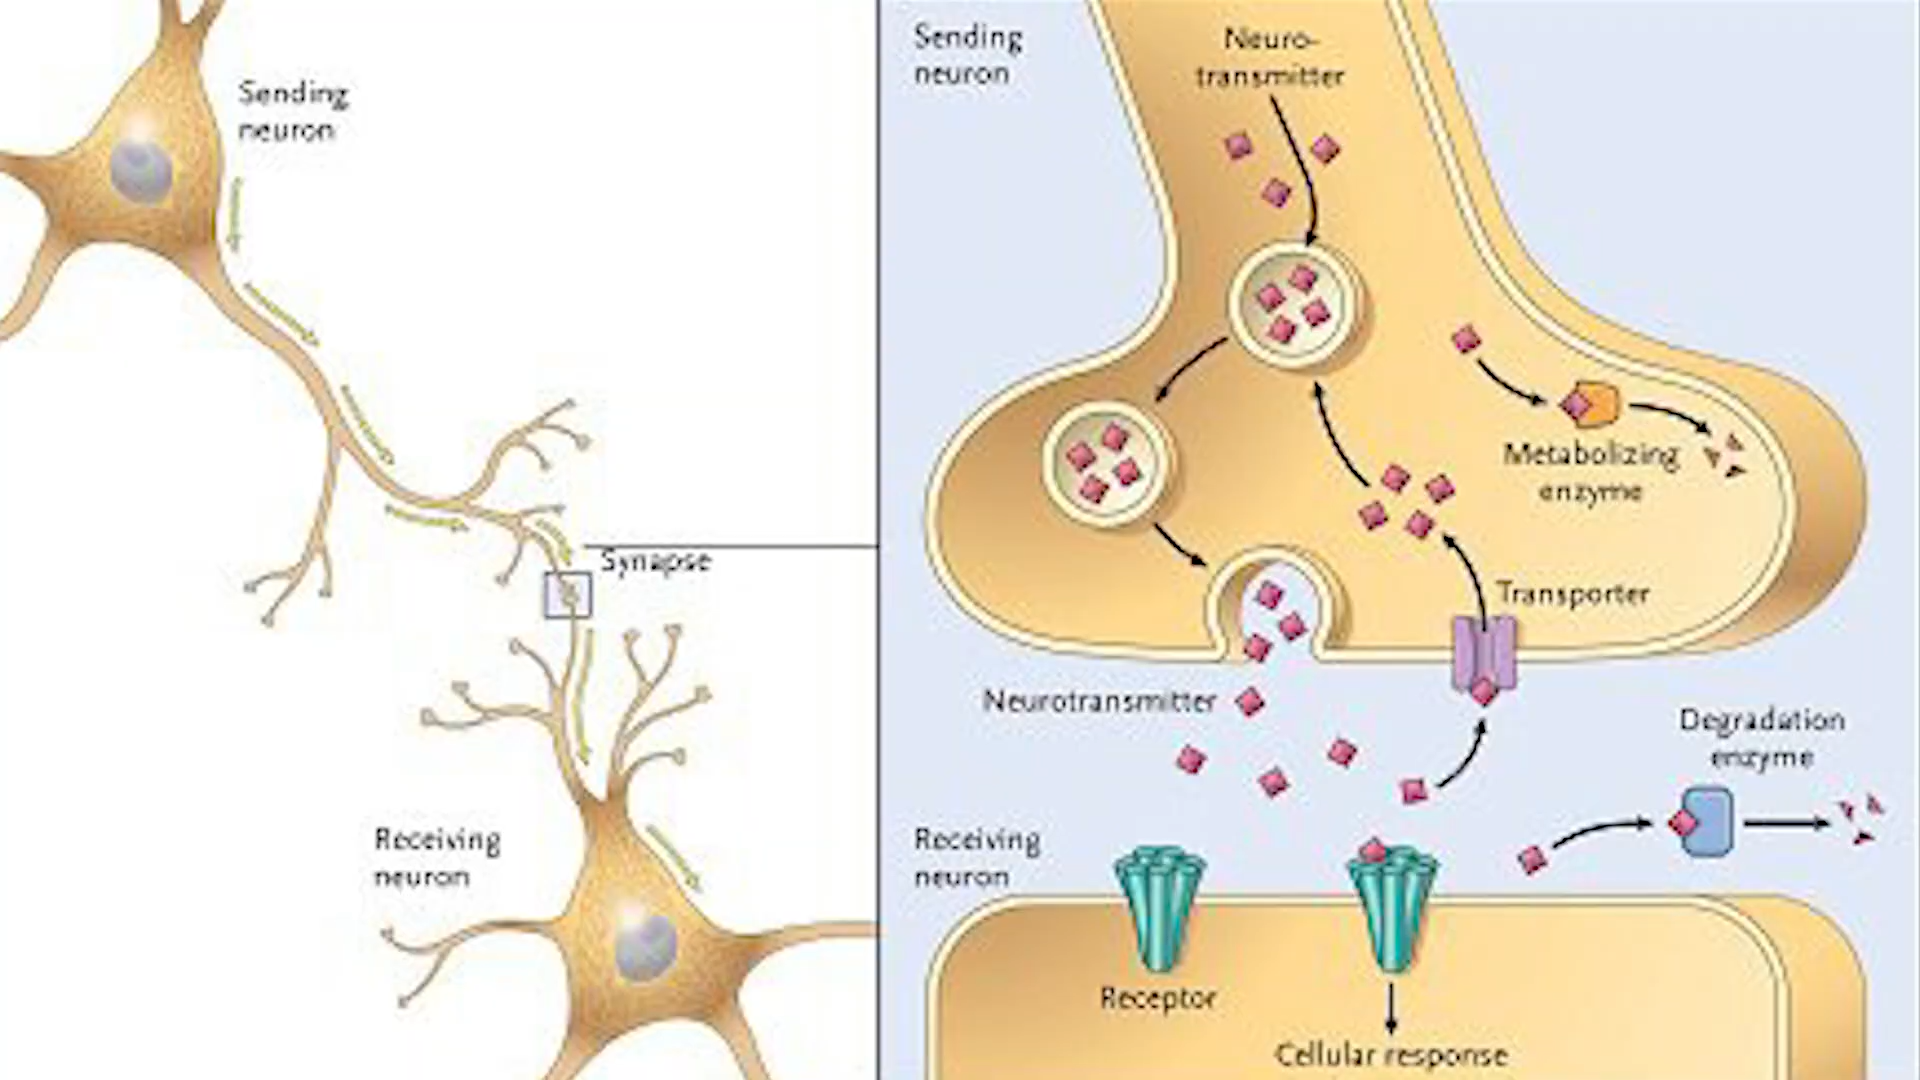 Sending
neuron
Synapse
Receiving
neuron
Sending
neuron
Neuro-
transmitter
Metabolizing
enzyme
Transporter
Neurotransmitter
Degradation
enzyme
Receiving
neuron
Receptor
Cellular response